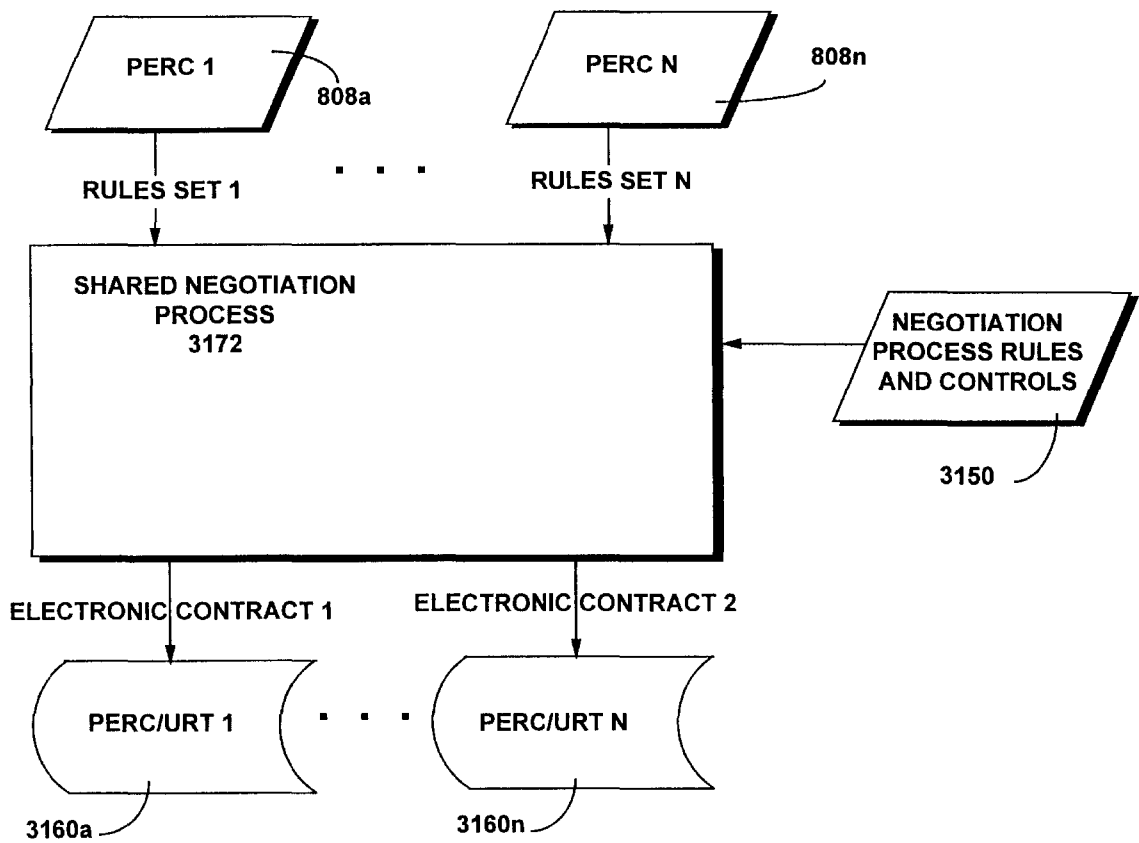 PERC 1
808a
PERC N
808n
RULES SET 1
RULES SET N
SHARED NEGOTIATION
PROCESS
3172
NEGOTIATION
PROCESS RULES
AND CONTROLS
3150
ELECTRONIC CONTRACT 1
ELECTRONIC CONTRACT 2
PERC/URT 1
PERC/URT N
3160a
3160n